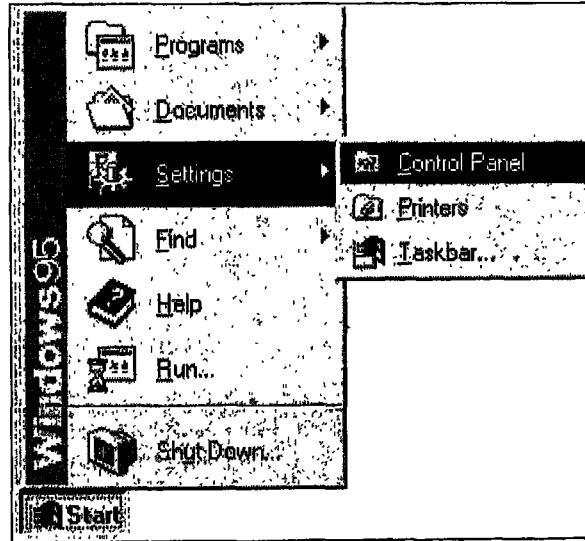 Programs
Documents
Settings
Control Panel
Printers
Taskbar...
Find
Help
Run...
Shut Down...
Windows95
Start